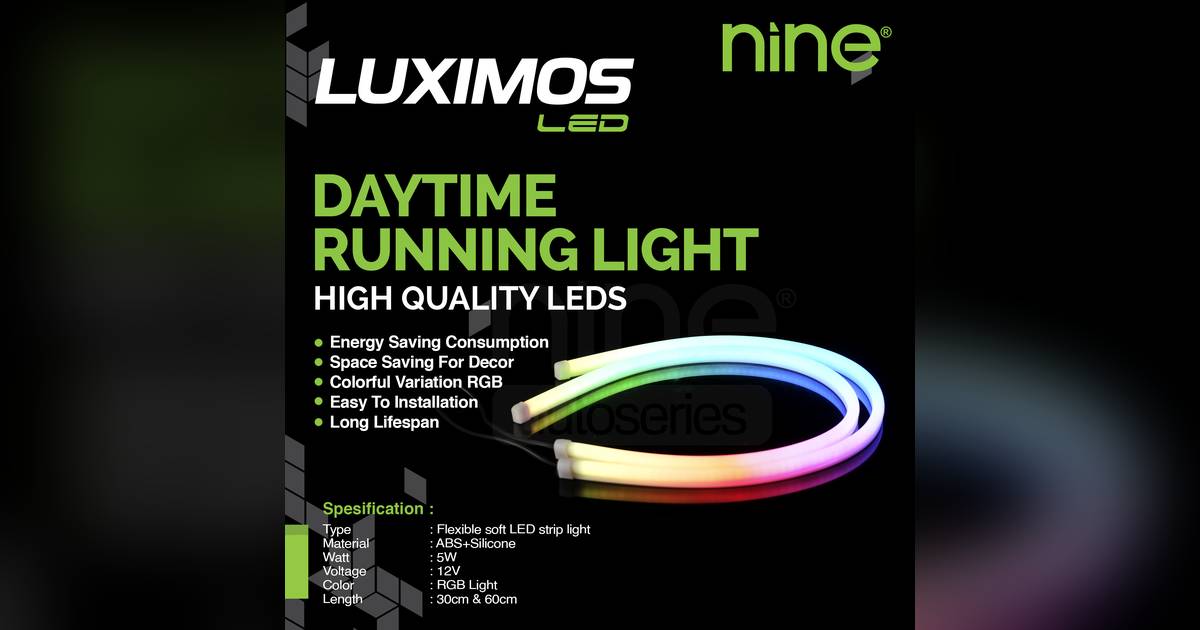 LUXIMOS
LED
nine®
DAYTIME
RUNNING LIGHT
HIGH QUALITY LEDS
nine®
autoseries
Energy Saving Consumption
Space Saving For Decor
Colorful Variation RGB
Easy To Installation
Long Lifespan
Spesification :
Type : Flexible soft LED strip light
Material : ABS+Silicone
Watt : 5W
Voltage : 12V
Color : RGB Light
Length : 30cm & 60cm